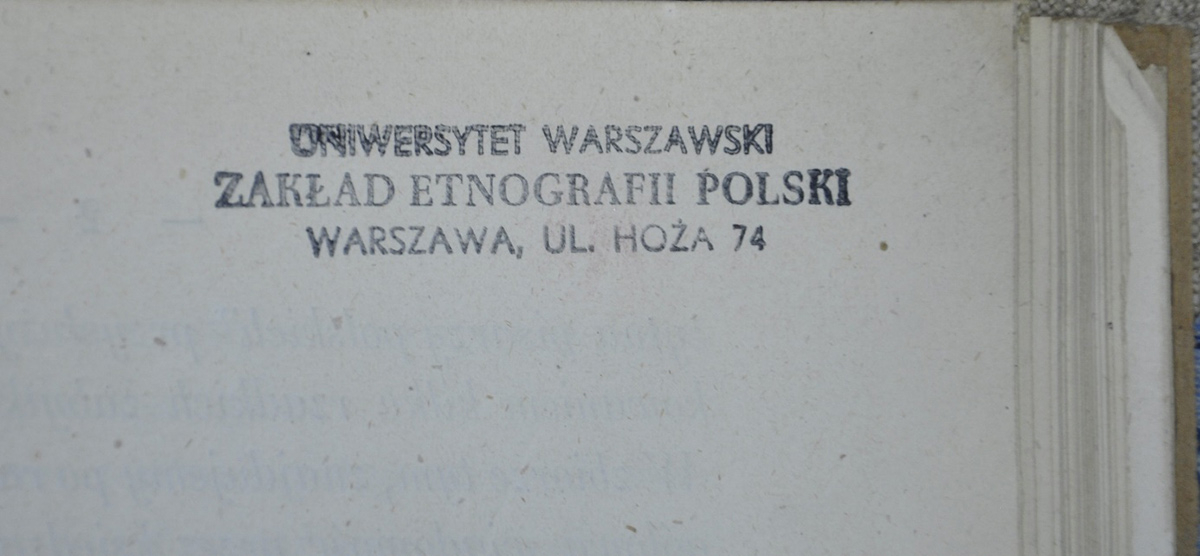 UNIWERSYTET WARSZAWSKI
ZAKŁAD ETNOGRAFII POLSKI
WARSZAWA, UL. HOŻA 74